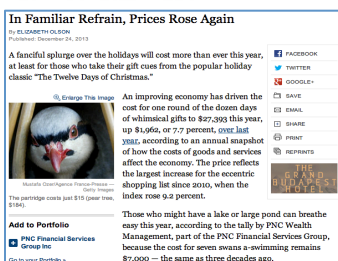 In Familiar Refrain, Prices Rose Again
By ELIZABETH OLSON
Published: December 24, 2013
A fanciful splurge over the holidays will cost more than ever this year,
at least for those who take their gift cues from the popular holiday
classic “The Twelve Days of Christmas.”
Enlarge This Image
Mustafa Ozer/Agence France-Presse —
Getty Images
The partridge costs just $15 (pear tree,
$184).
Add to Portfolio
PNC Financial Services
Group Inc
Go to your Portfolio »
An improving economy has driven the
cost for one round of the dozen days
of whimsical gifts to $27,393 this year,
up $1,962, or 7.7 percent, over last
year, according to an annual snapshot
of how the costs of goods and services
affect the economy. The price reflects
the largest increase for the eccentric
shopping list since 2010, when the
index rose 9.2 percent.
Those who might have a lake or large pond can breathe
easy this year, according to the tally by PNC Wealth
Management, part of the PNC Financial Services Group,
because the cost for seven swans a-swimming remains
$7,000 — the same as three decades ago.
FACEBOOK
TWITTER
GOOGLE+
SAVE
EMAIL
SHARE
PRINT
REPRINTS
THE
GRAND
BUDAPEST
HOTEL